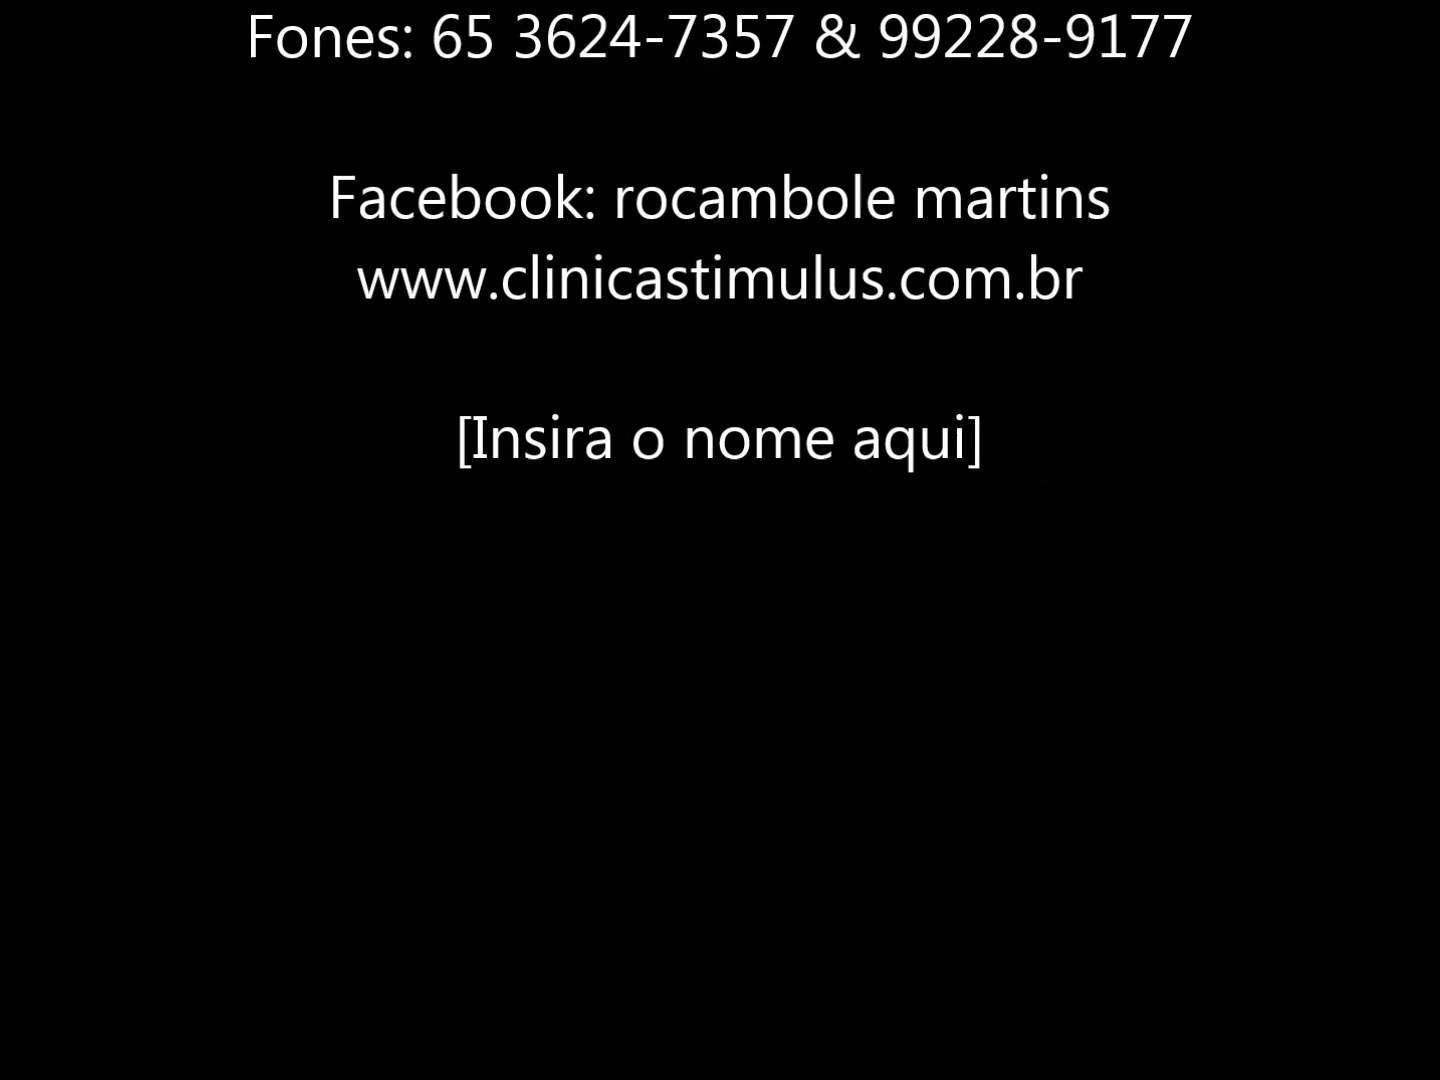 Fones: 65 3624-7357 & 99228-9177
Facebook: rocambole martins
www.clinicastimulus.com.br
[Insira o nome aqui]